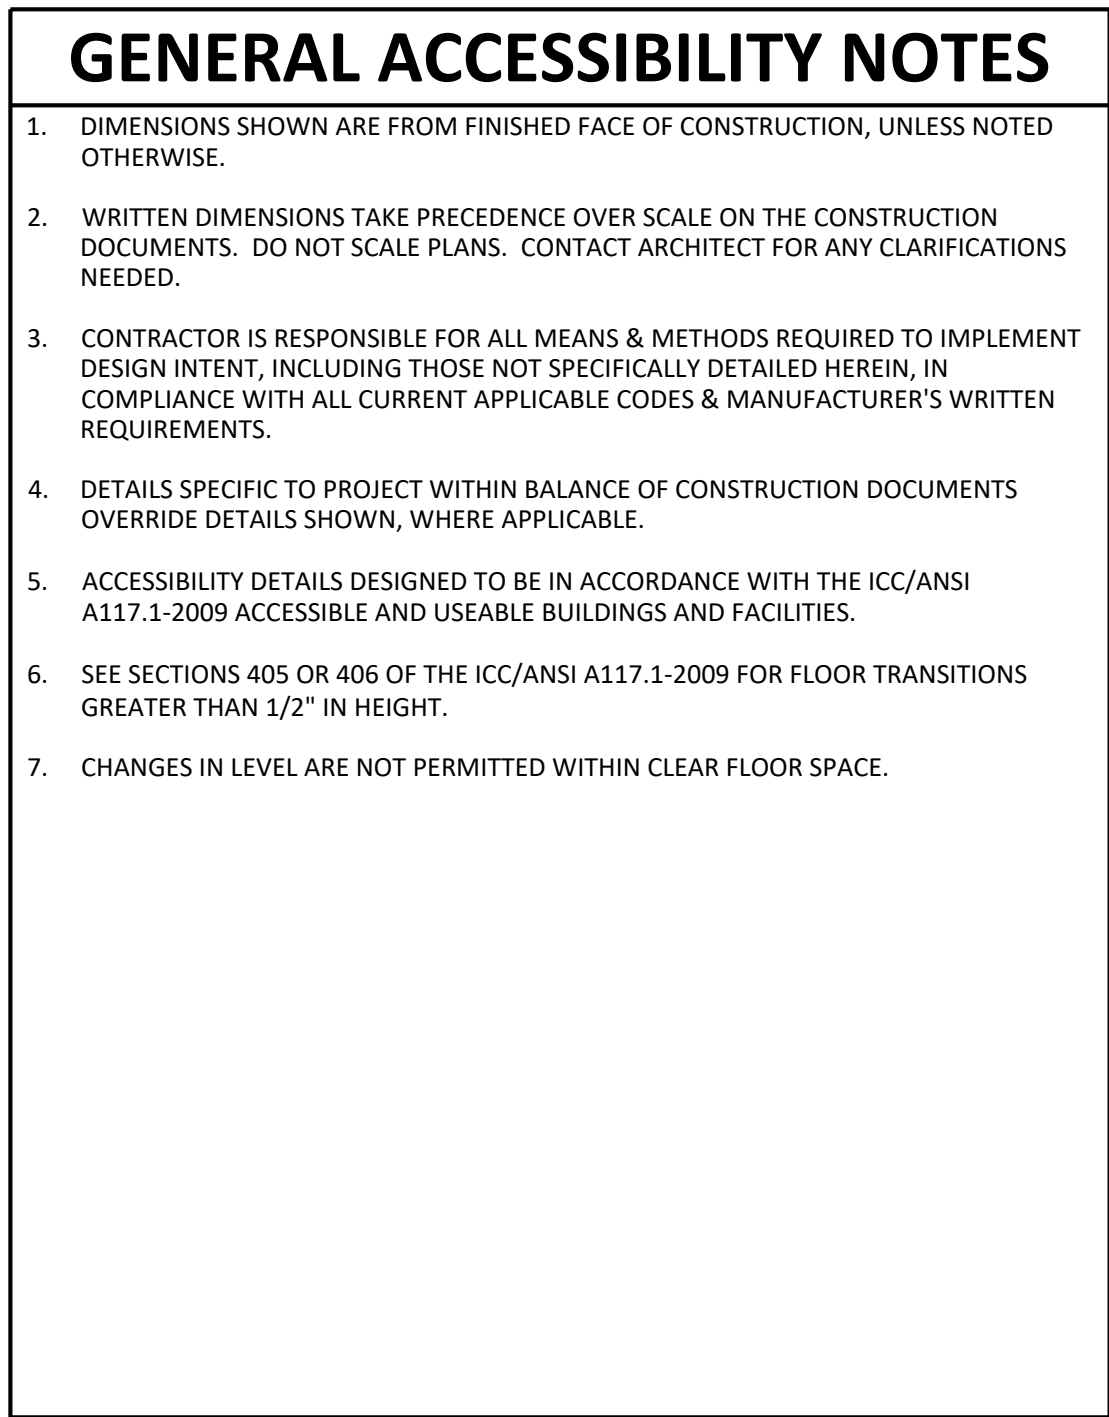 GENERAL ACCESSIBILITY NOTES
1. DIMENSIONS SHOWN ARE FROM FINISHED FACE OF CONSTRUCTION, UNLESS NOTED
OTHERWISE.
2. WRITTEN DIMENSIONS TAKE PRECEDENCE OVER SCALE ON THE CONSTRUCTION
DOCUMENTS. DO NOT SCALE PLANS. CONTACT ARCHITECT FOR ANY CLARIFICATIONS
NEEDED.
3. CONTRACTOR IS RESPONSIBLE FOR ALL MEANS & METHODS REQUIRED TO IMPLEMENT
DESIGN INTENT, INCLUDING THOSE NOT SPECIFICALLY DETAILED HEREIN, IN
COMPLIANCE WITH ALL CURRENT APPLICABLE CODES & MANUFACTURER'S WRITTEN
REQUIREMENTS.
4. DETAILS SPECIFIC TO PROJECT WITHIN BALANCE OF CONSTRUCTION DOCUMENTS
OVERRIDE DETAILS SHOWN, WHERE APPLICABLE.
5. ACCESSIBILITY DETAILS DESIGNED TO BE IN ACCORDANCE WITH THE ICC/ANSI
A117.1-2009 ACCESSIBLE AND USEABLE BUILDINGS AND FACILITIES.
6. SEE SECTIONS 405 OR 406 OF THE ICC/ANSI A117.1-2009 FOR FLOOR TRANSITIONS
GREATER THAN 1/2" IN HEIGHT.
7. CHANGES IN LEVEL ARE NOT PERMITTED WITHIN CLEAR FLOOR SPACE.